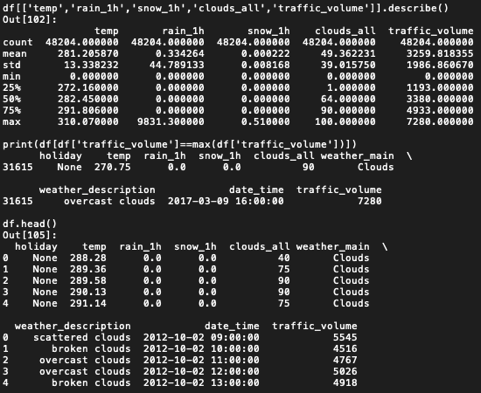 df[['temp','rain_1h','snow_1h','clouds_all','traffic_volume']].describe()
Out[102]:
temp rain_1h snow_1h clouds_all traffic_volume
count 48204.000000 48204.000000 48204.000000 48204.000000 48204.000000
mean 281.205870 0.334264 0.000222 49.362231 3259.818355
std 13.338232 44.789133 0.008168 39.015750 1986.860670
min 0.000000 0.000000 0.000000 0.000000 0.000000
25% 272.160000 0.000000 0.000000 1.000000 1193.000000
50% 282.450000 0.000000 0.000000 64.000000 3380.000000
75% 291.806000 0.000000 0.000000 90.000000 4933.000000
max 310.070000 9831.300000 0.510000 100.000000 7280.000000
print(df[df['traffic_volume']==max(df['traffic_volume'])])
holiday temp rain_1h snow_1h clouds_all weather_main \
31615 None 270.75 0.0 0.0 90 Clouds
weather_description date_time traffic_volume
31615 overcast clouds 2017-03-09 16:00:00 7280
df.head()
Out[105]:
holiday temp rain_1h snow_1h clouds_all weather_main \
0 None 288.28 0.0 0.0 40 Clouds
1 None 289.36 0.0 0.0 75 Clouds
2 None 289.58 0.0 0.0 90 Clouds
3 None 290.13 0.0 0.0 90 Clouds
4 None 291.14 0.0 0.0 75 Clouds
weather_description date_time traffic_volume
0 scattered clouds 2012-10-02 09:00:00 5545
1 broken clouds 2012-10-02 10:00:00 4516
2 overcast clouds 2012-10-02 11:00:00 4767
3 overcast clouds 2012-10-02 12:00:00 5026
4 broken clouds 2012-10-02 13:00:00 4918